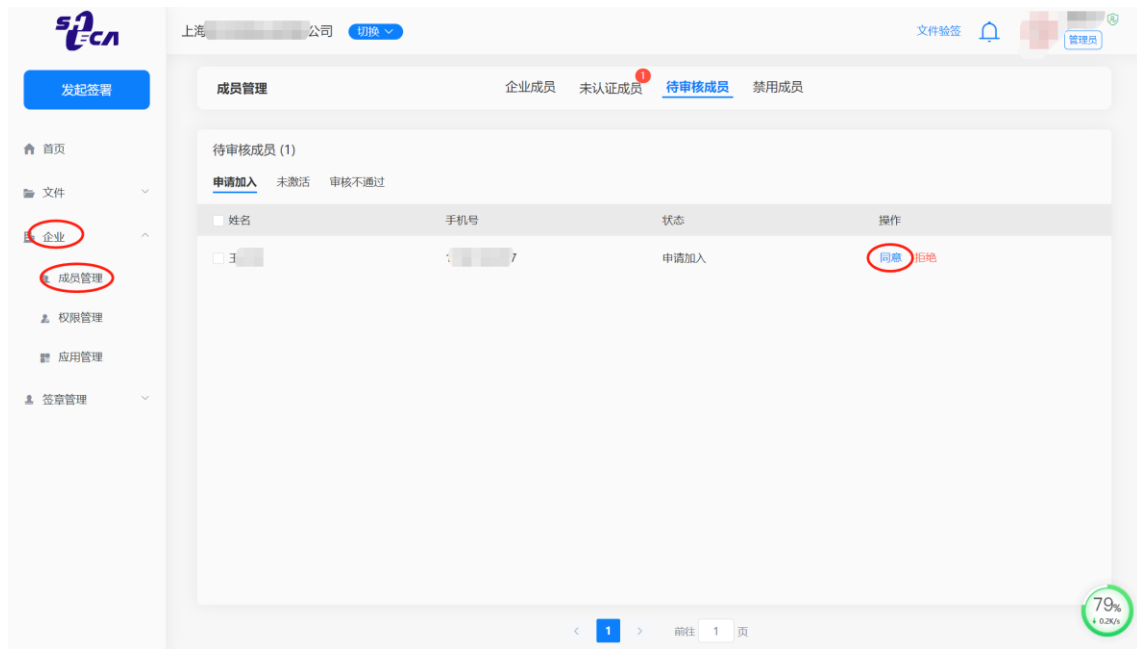 SHECA
上海 公司 切换 文件验签 管理员
发起签署
成员管理 企业成员 未认证成员 1 待审核成员 禁用成员
首页
文件
企业
成员管理
权限管理
应用管理
签章管理
待审核成员 (1)
申请加入 未激活 审核不通过
姓名 手机号 状态 操作
7 申请加入 同意 拒绝
< 1 > 前往 1 页
79%
↓ 0.2K/s